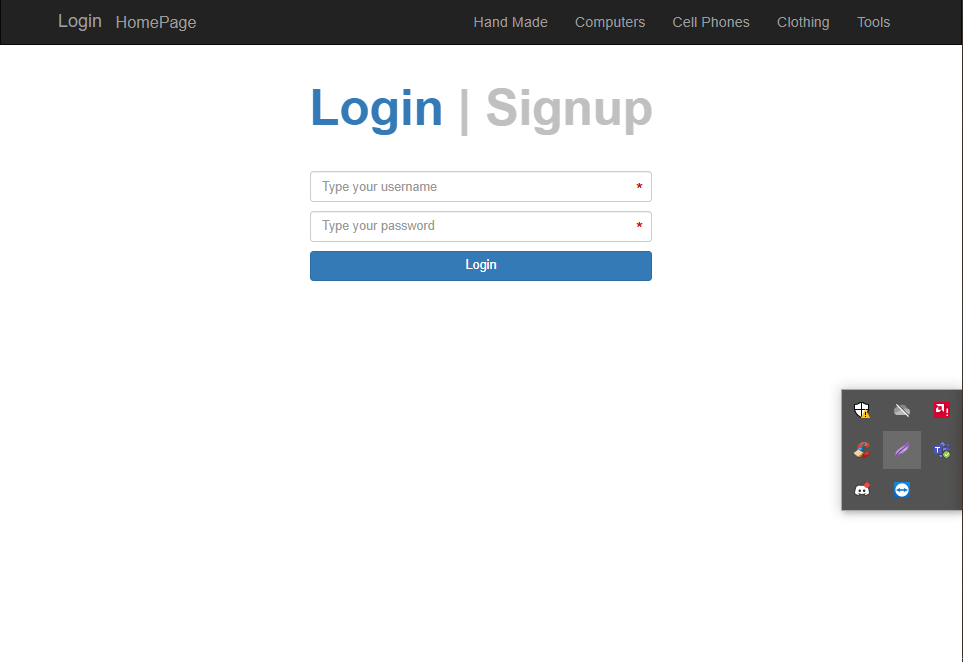 Login HomePage Hand Made Computers Cell Phones Clothing Tools
Login | Signup
Type your username *
Type your password *
Login